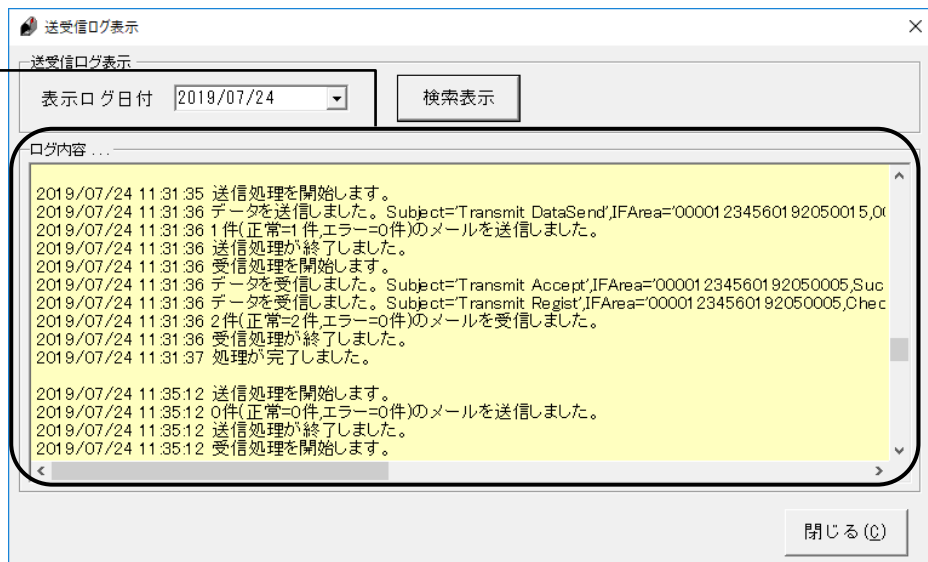 送受信ログ表示
送受信ログ表示
表示ログ日付 2019/07/24 検索表示
ログ内容 . . .
2019/07/24 11:31:35 送信処理を開始します。
2019/07/24 11:31:36 データを送信しました。Subject='Transmit DataSend',IFArea='00001234560192050015,0(
2019/07/24 11:31:36 1件(正常=1件,エラー=0件)のメールを送信しました。
2019/07/24 11:31:36 送信処理が終了しました。
2019/07/24 11:31:36 受信処理を開始します。
2019/07/24 11:31:36 データを受信しました。Subject='Transmit Accept',IFArea='00001234560192050005,Suc
2019/07/24 11:31:36 データを受信しました。Subject='Transmit Regist',IFArea='00001234560192050005,Chec
2019/07/24 11:31:36 2件(正常=2件,エラー=0件)のメールを受信しました。
2019/07/24 11:31:36 受信処理が終了しました。
2019/07/24 11:31:37 処理が完了しました。
2019/07/24 11:35:12 送信処理を開始します。
2019/07/24 11:35:12 0件(正常=0件,エラー=0件)のメールを送信しました。
2019/07/24 11:35:12 送信処理が終了しました。
2019/07/24 11:35:12 受信処理を開始します。
閉じる(C)